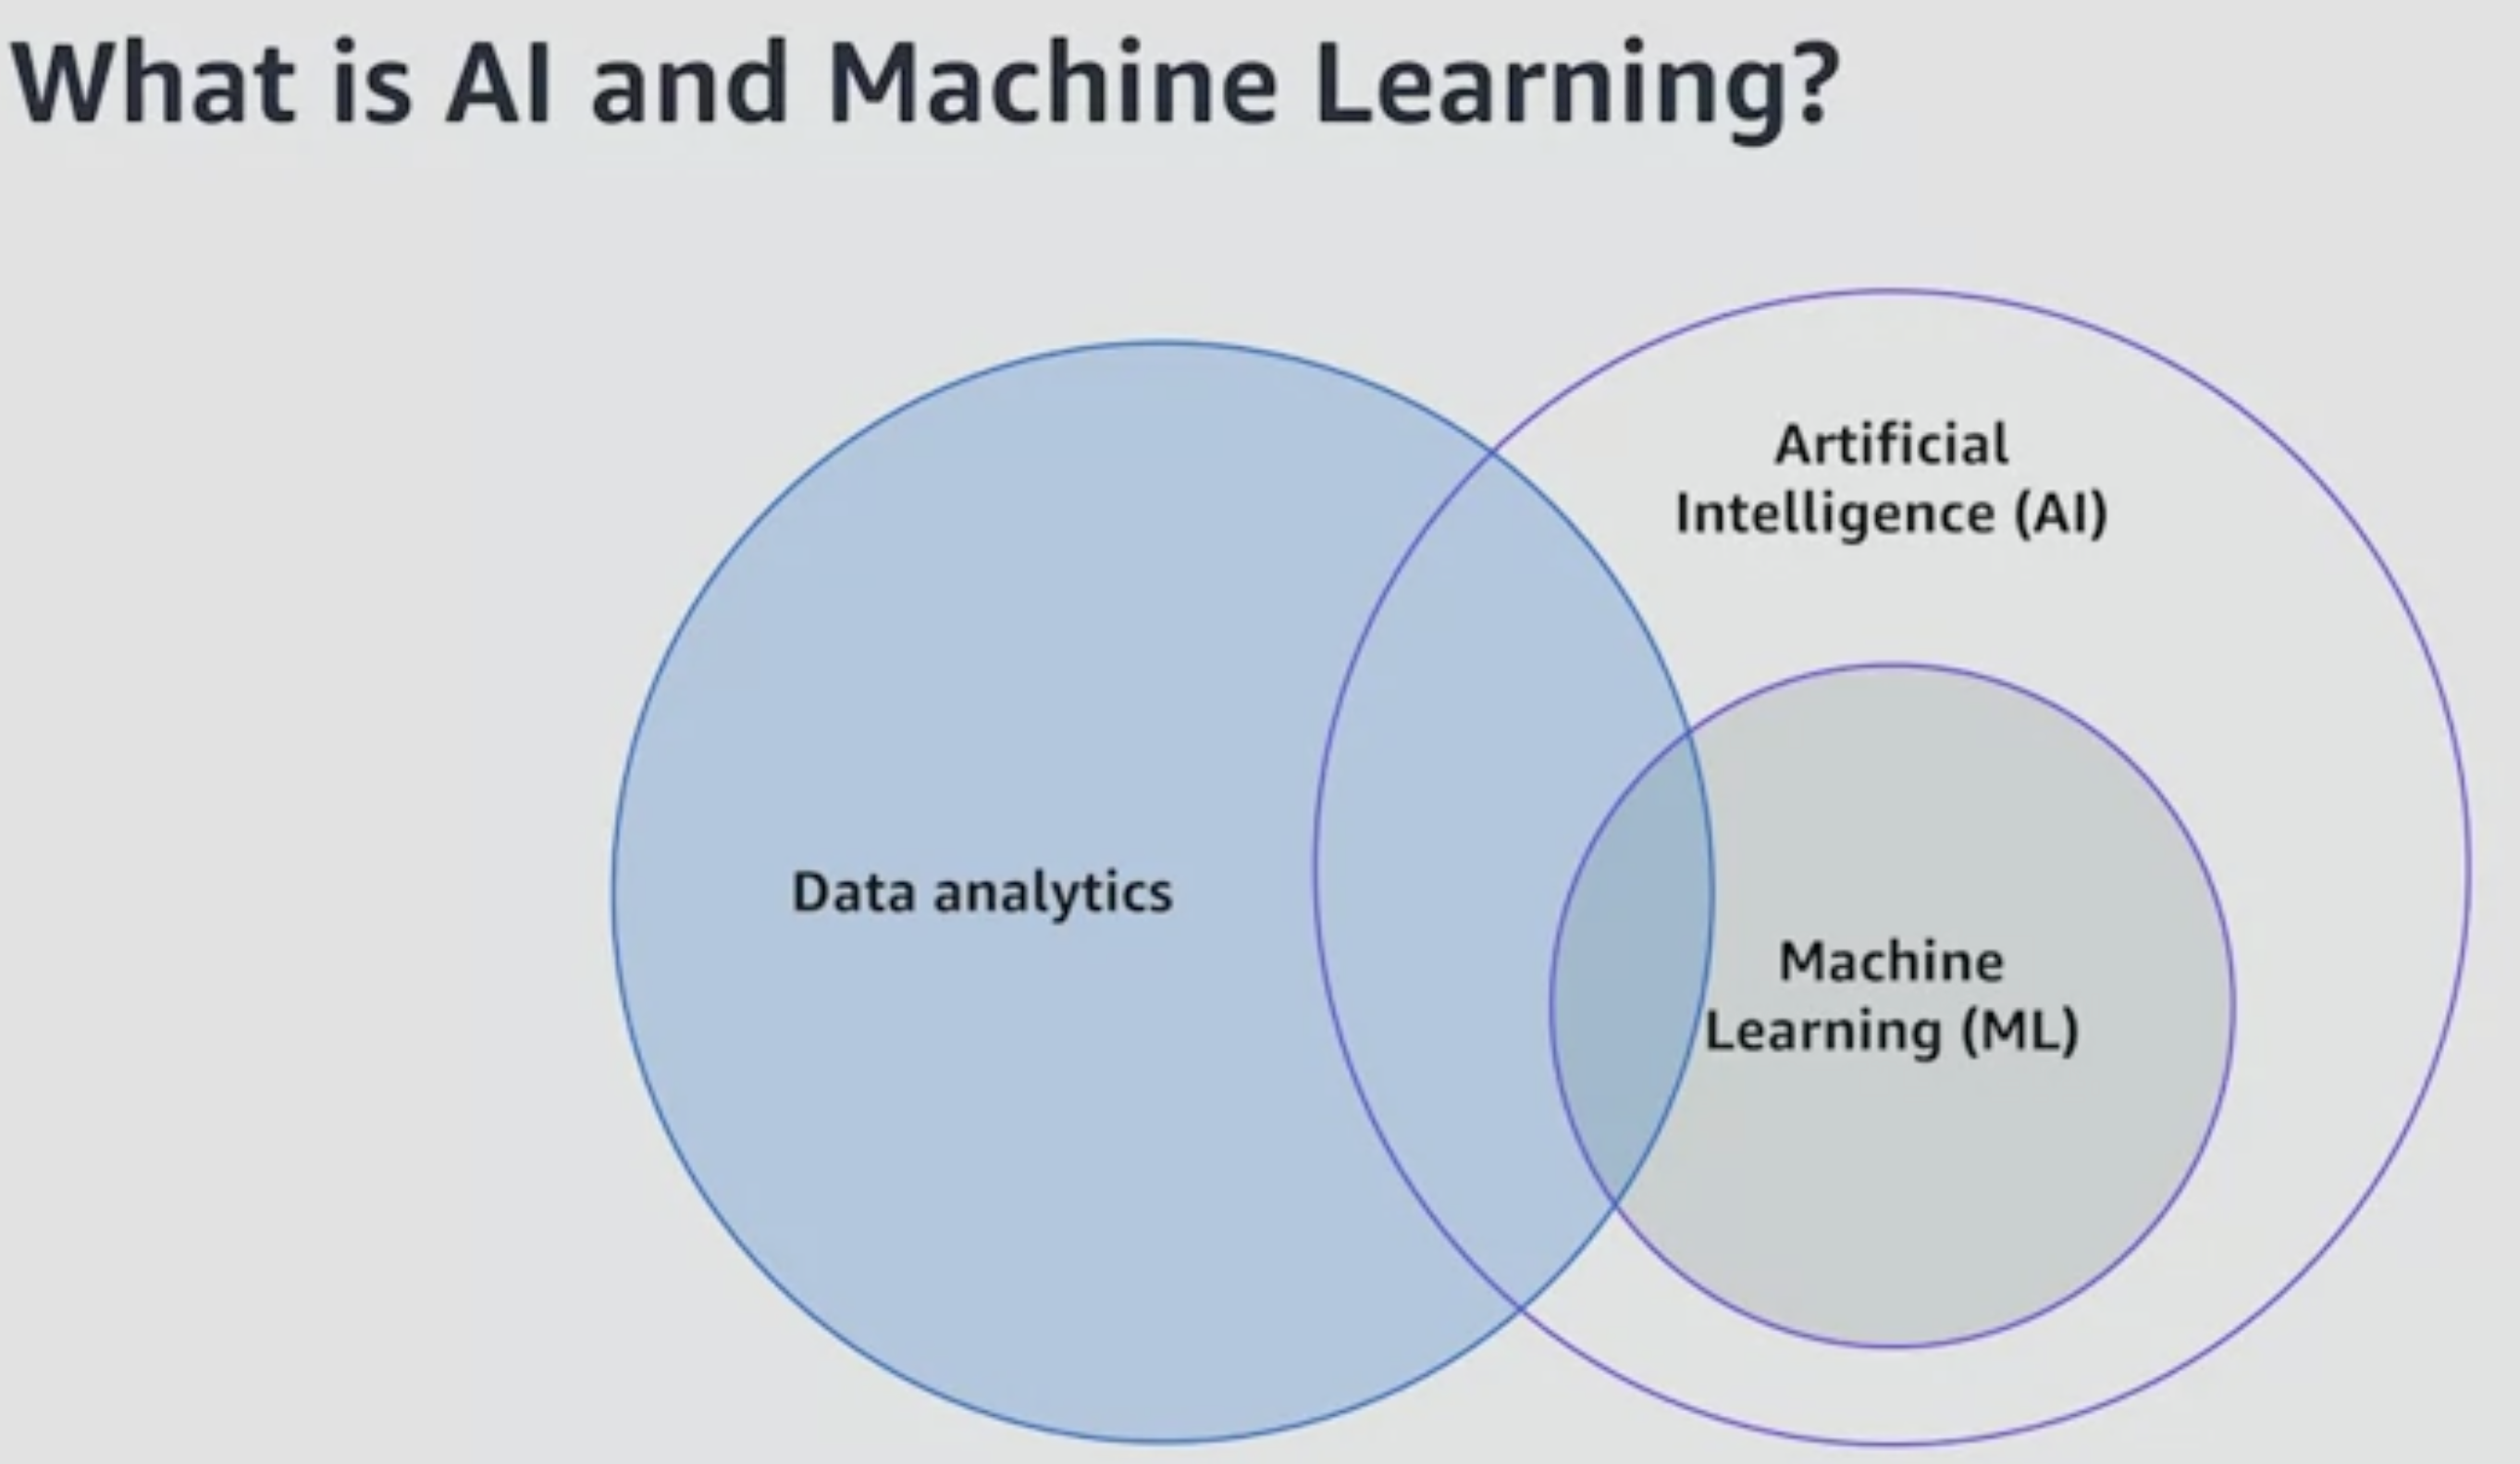 What is AI and Machine Learning?
Artificial
Intelligence (AI)
Data analytics
Machine
Learning (ML)